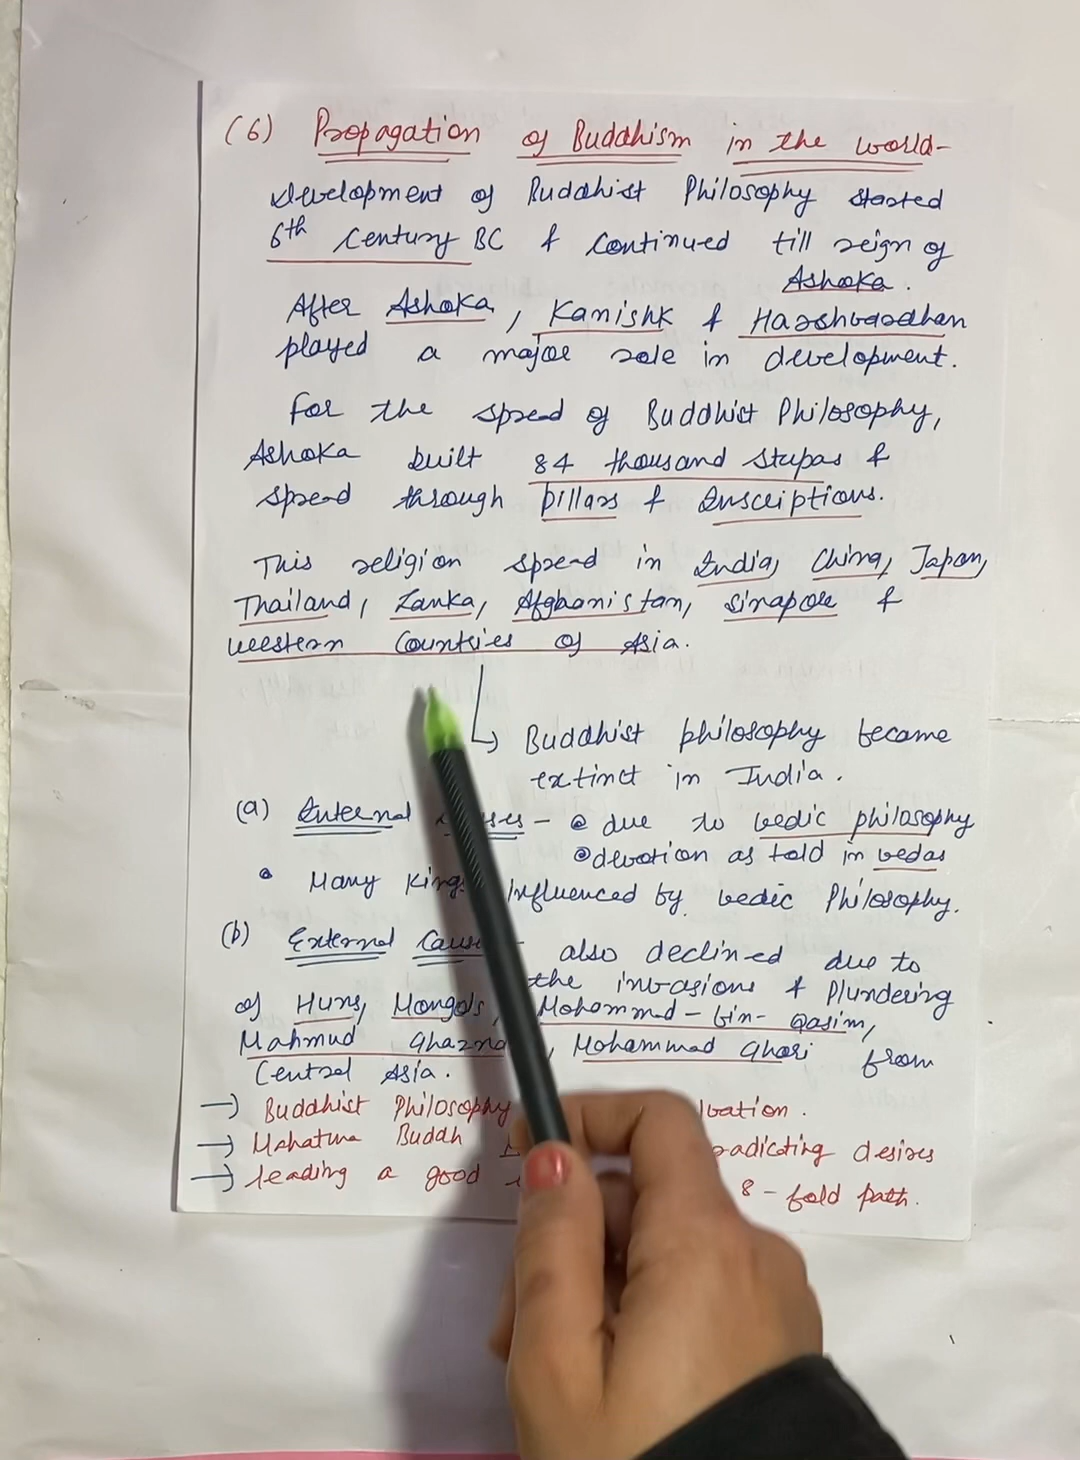 (6) Propagation of Buddhism in the world-
development of Buddhist Philosophy started
6th Century BC & Continued till reign of
Ashoka.
After Ashoka, Kanishk & Harshvardhan
played a major role in development.
For the spread of Buddhist Philosophy,
Ashoka built 84 thousand Stupas &
spread through pillars & Inscriptions.
This religion spread in India, China, Japan,
Thailand, Lanka, Afghanistan, Sinapore &
western Countries of Asia.
Buddhist philosophy became
extinct in India.
(a) Internal - due to vedic philosophy
devotion as told in vedas
Many Influenced by vedic Philosophy.
(b) External - also declined due to
the invasions & Plundering
of Huns, Mongols, Mohammad-bin-Qasim,
Mahmud, Mohammad Ghori from
Central Asia.
→ Buddhist Philosophy
→ Mahatma Buddh desires
→ leading a good 8-fold path.